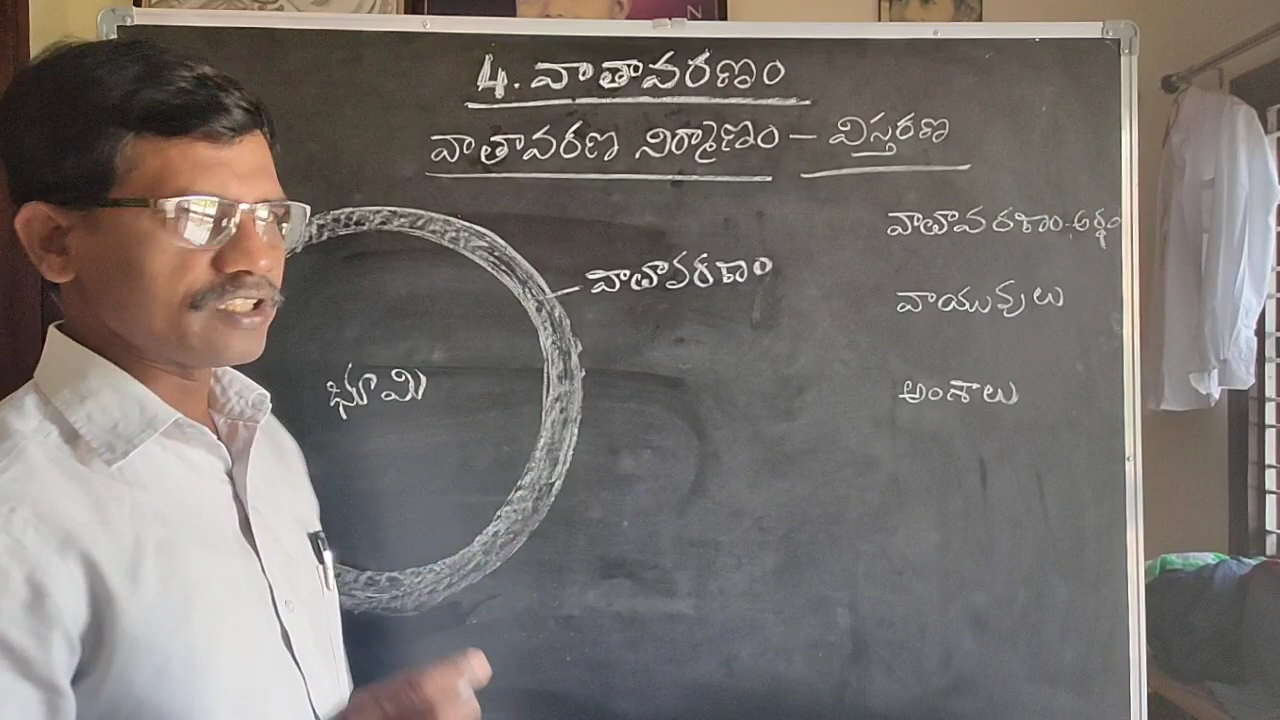 4. వాతావరణం
వాతావరణ నిర్మాణం – విస్తరణ
వాతావరణం - అర్థం
వాతావరణం
వాయువులు
భూమి
అంశాలు
N